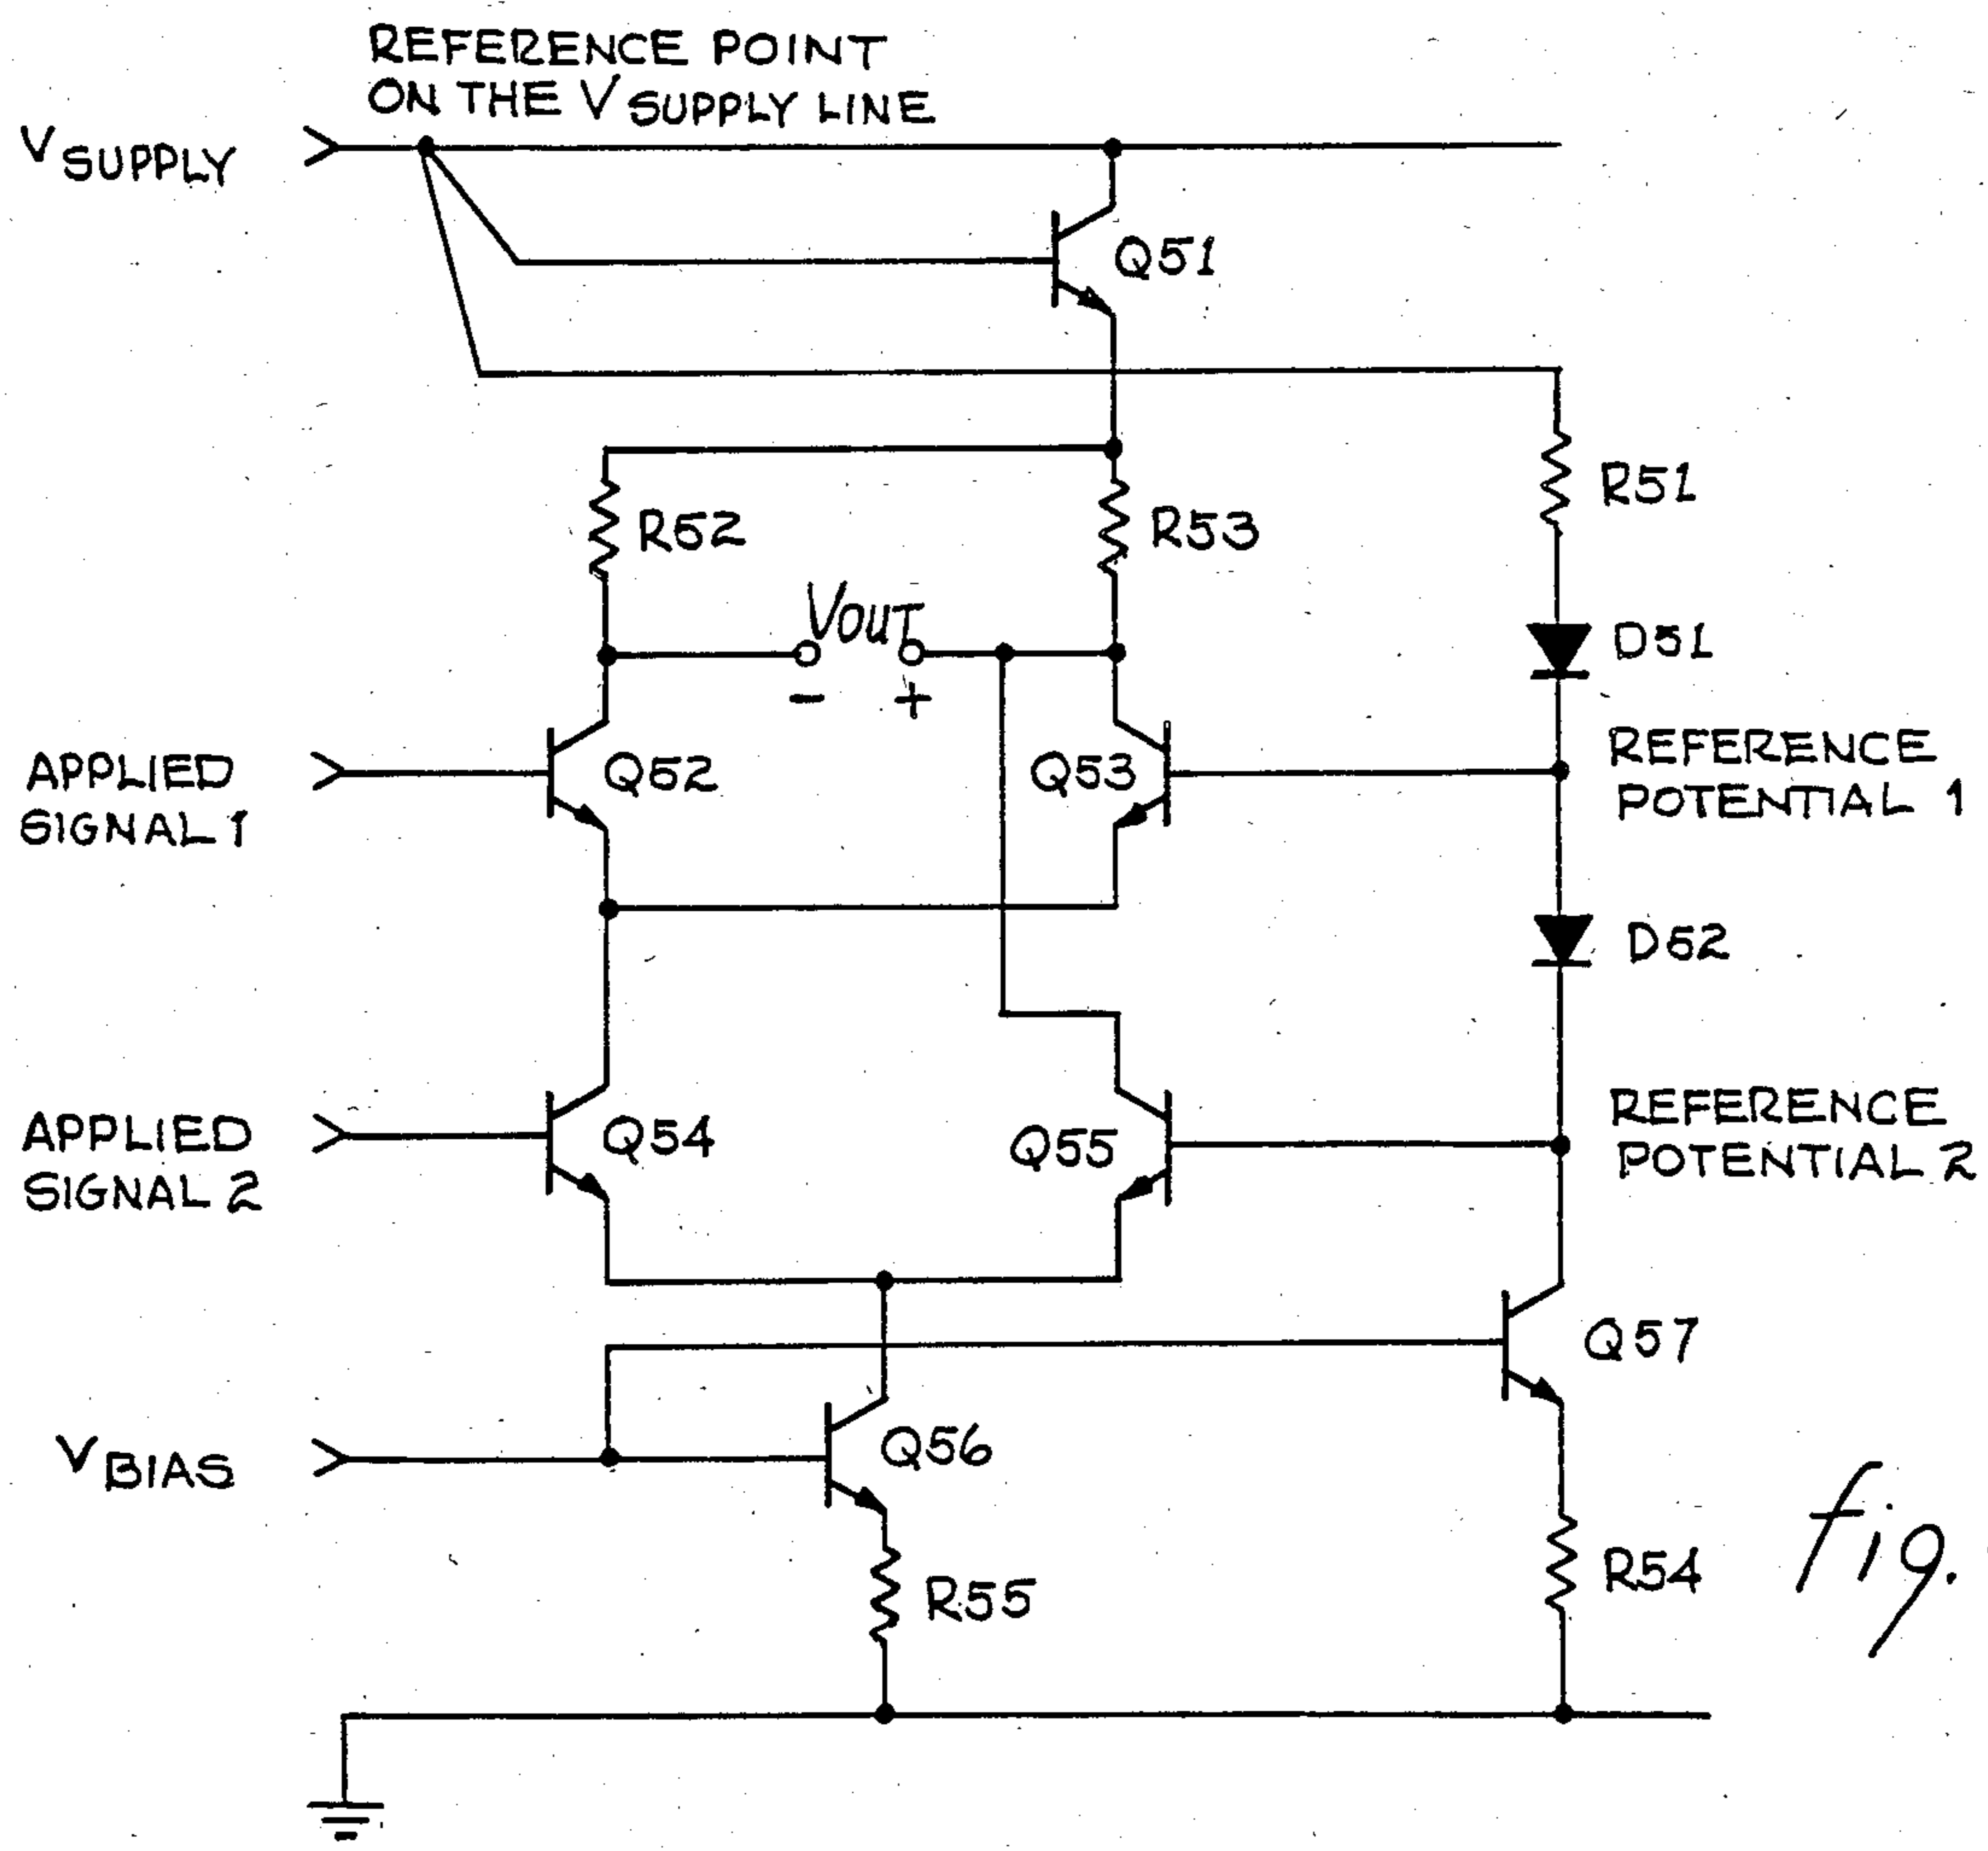 REFERENCE POINT
ON THE V SUPPLY LINE
V SUPPLY
Q51
R51
R52
R53
VOUT
- +
D51
Q52
Q53
REFERENCE
POTENTIAL 1
APPLIED
SIGNAL 1
D52
APPLIED
SIGNAL 2
Q54
Q55
REFERENCE
POTENTIAL 2
Q57
V BIAS
Q56
R55
R54
fig.